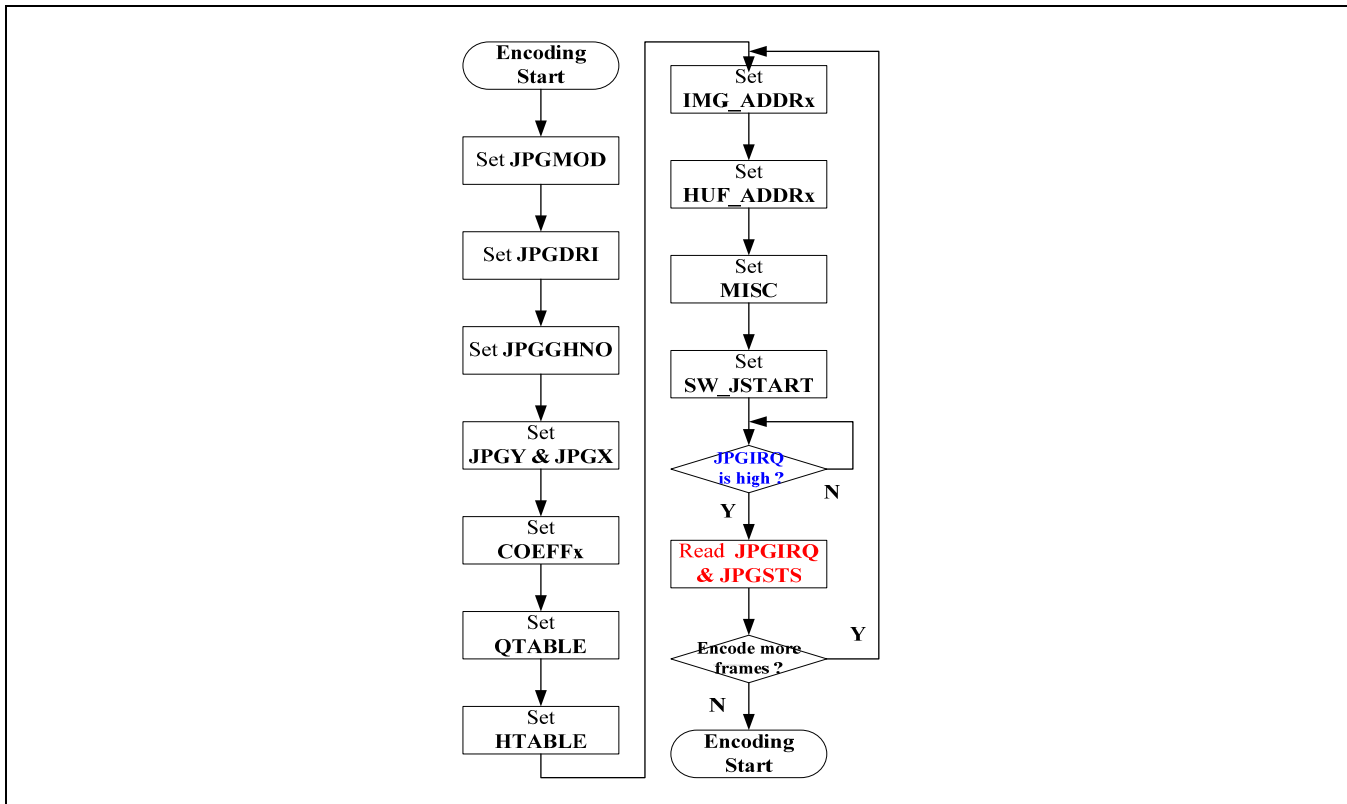 Encoding
Start
Set JPGMOD
Set JPGDRI
Set JPGGHNO
Set
JPGY & JPGX
Set
COEFFx
Set
QTABLE
Set
HTABLE
Set
IMG_ADDRx
Set
HUF_ADDRx
Set
MISC
Set
SW_JSTART
JPGIRQ
is high ?
N
Y
Read JPGIRQ
& JPGSTS
Encode more
frames ?
Y
N
Encoding
Start